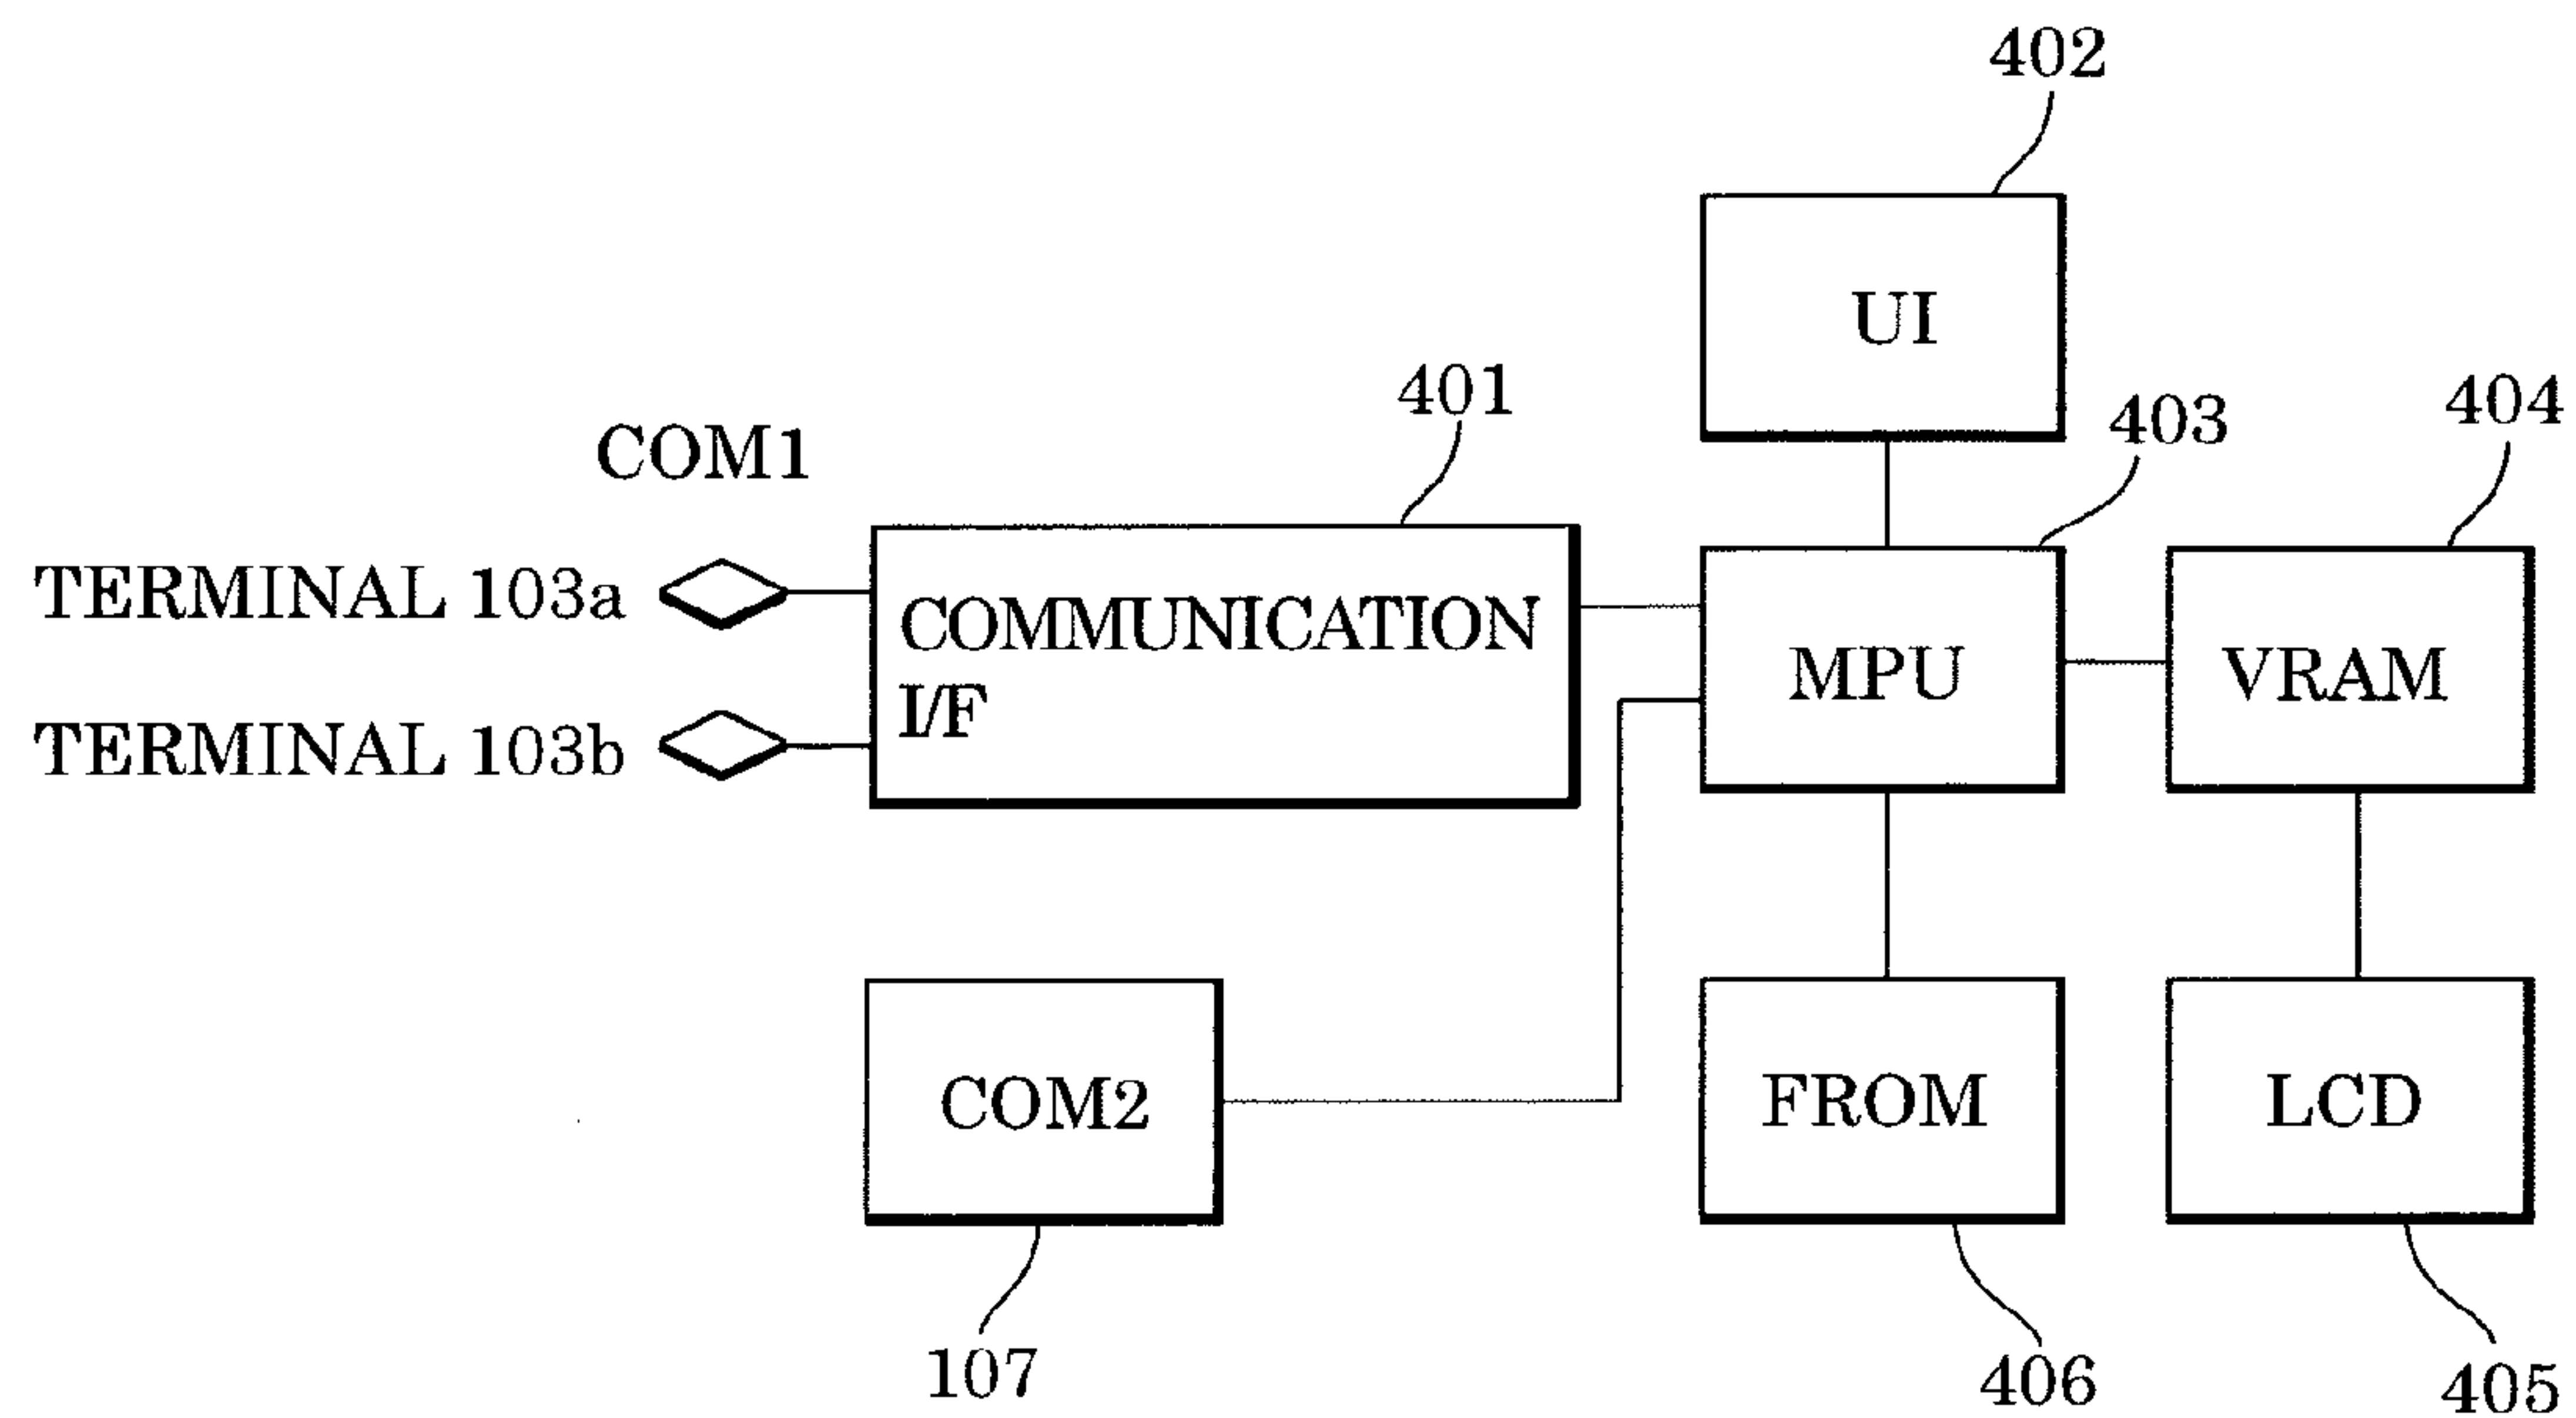 402
UI
401
403
404
COM1
TERMINAL 103a
COMMUNICATION
I/F
MPU
VRAM
TERMINAL 103b
COM2
FROM
LCD
107
406
405